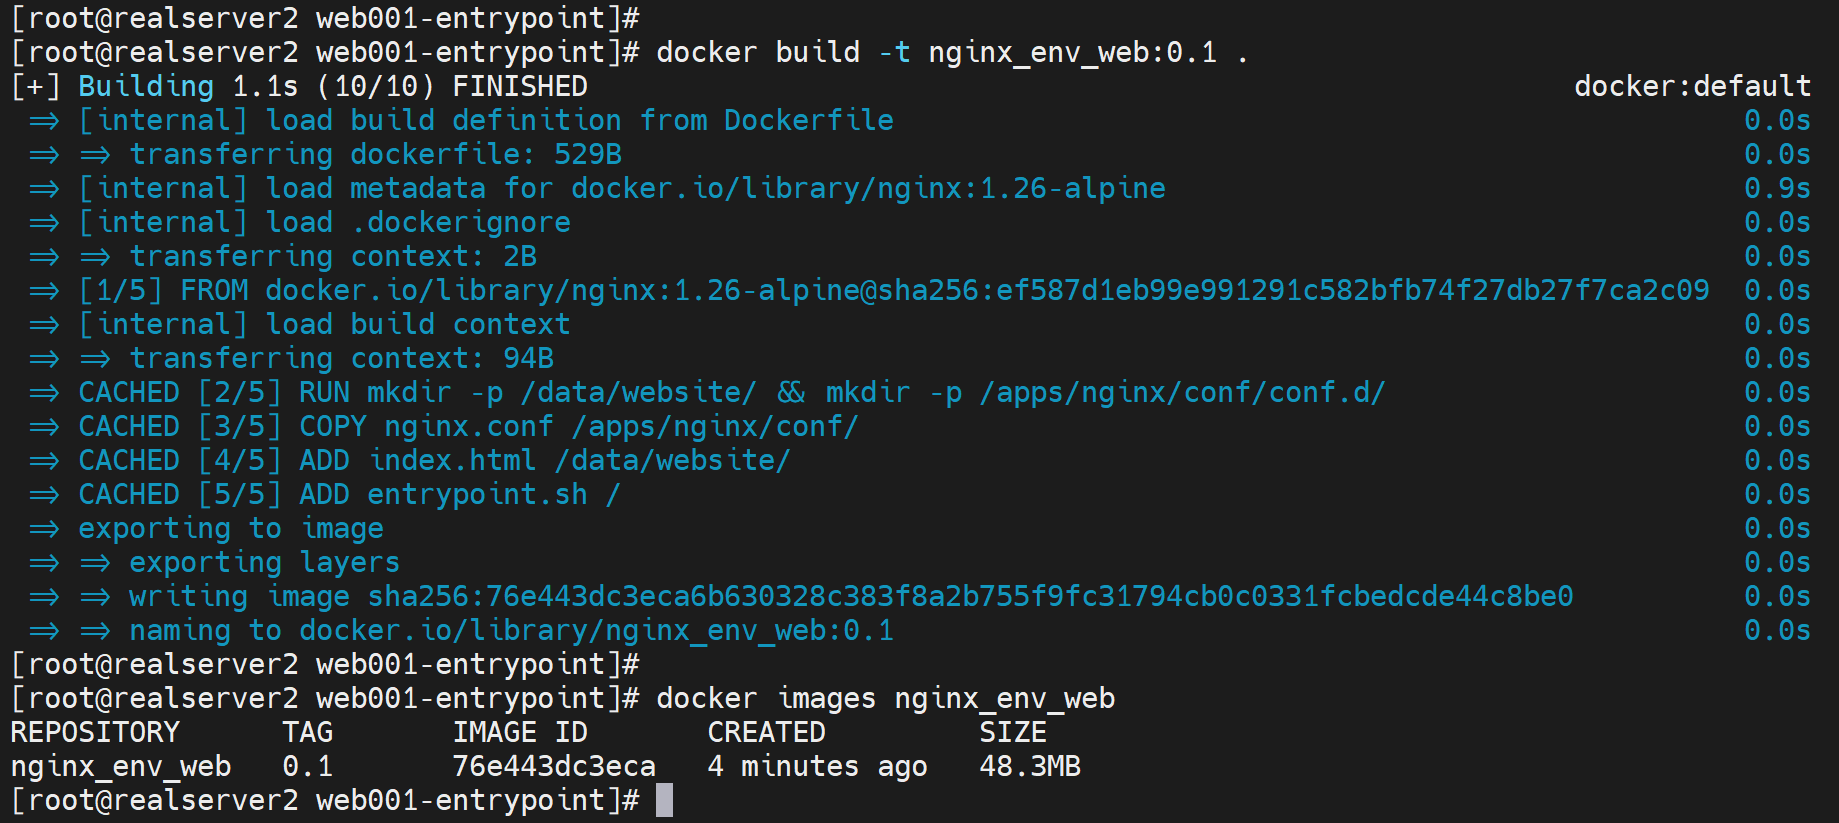 [root@realserver2 web001-entrypoint]#
[root@realserver2 web001-entrypoint]# docker build -t nginx_env_web:0.1 .
[+] Building 1.1s (10/10) FINISHED docker:default
=> [internal] load build definition from Dockerfile 0.0s
=> => transferring dockerfile: 529B 0.0s
=> [internal] load metadata for docker.io/library/nginx:1.26-alpine 0.9s
=> [internal] load .dockerignore 0.0s
=> => transferring context: 2B 0.0s
=> [1/5] FROM docker.io/library/nginx:1.26-alpine@sha256:ef587d1eb99e991291c582bfb74f27db27f7ca2c09 0.0s
=> [internal] load build context 0.0s
=> => transferring context: 94B 0.0s
=> CACHED [2/5] RUN mkdir -p /data/website/ && mkdir -p /apps/nginx/conf/conf.d/ 0.0s
=> CACHED [3/5] COPY nginx.conf /apps/nginx/conf/ 0.0s
=> CACHED [4/5] ADD index.html /data/website/ 0.0s
=> CACHED [5/5] ADD entrypoint.sh / 0.0s
=> exporting to image 0.0s
=> => exporting layers 0.0s
=> => writing image sha256:76e443dc3eca6b630328c383f8a2b755f9fc31794cb0c0331fcbedcde44c8be0 0.0s
=> => naming to docker.io/library/nginx_env_web:0.1 0.0s
[root@realserver2 web001-entrypoint]#
[root@realserver2 web001-entrypoint]# docker images nginx_env_web
REPOSITORY TAG IMAGE ID CREATED SIZE
nginx_env_web 0.1 76e443dc3eca 4 minutes ago 48.3MB
[root@realserver2 web001-entrypoint]#